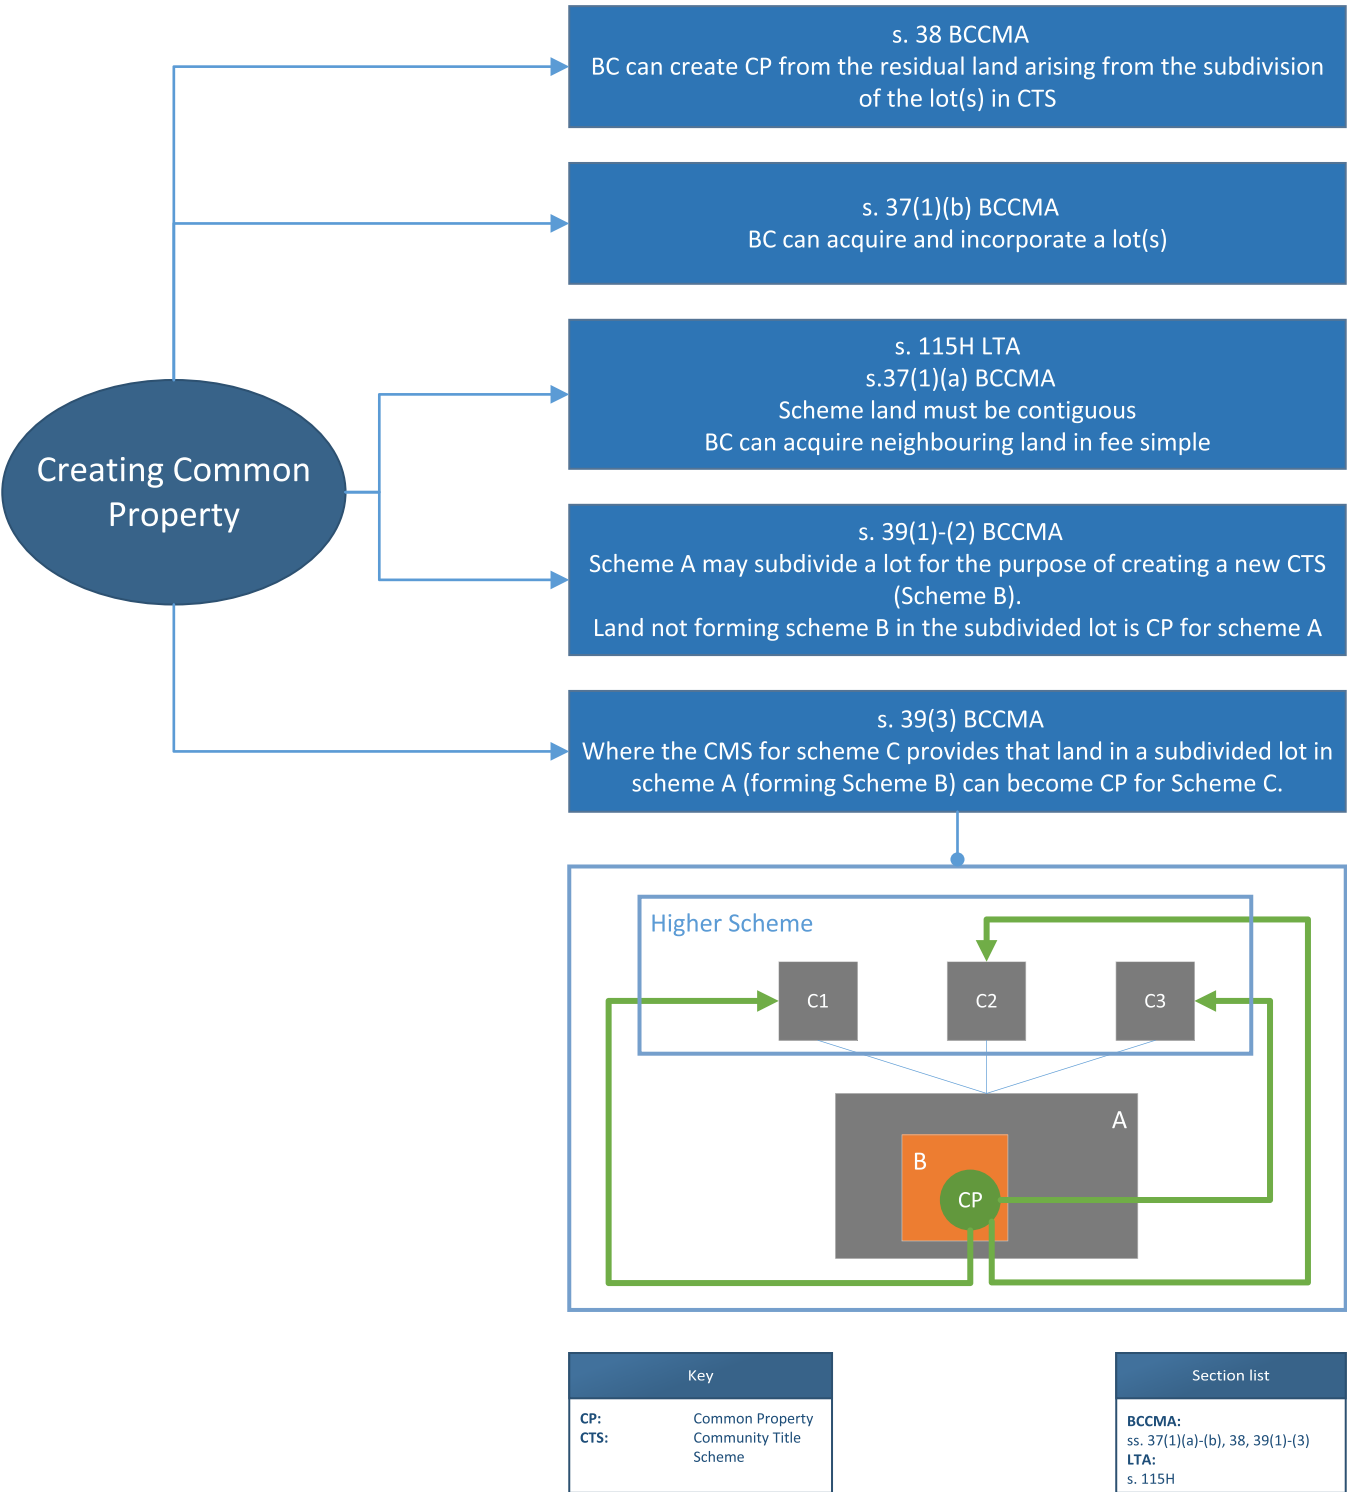 s. 38 BCCMA
BC can create CP from the residual land arising from the subdivision
of the lot(s) in CTS
s. 37(1)(b) BCCMA
BC can acquire and incorporate a lot(s)
s. 115H LTA
s.37(1)(a) BCCMA
Scheme land must be contiguous
BC can acquire neighbouring land in fee simple
Creating Common
Property
s. 39(1)-(2) BCCMA
Scheme A may subdivide a lot for the purpose of creating a new CTS
(Scheme B).
Land not forming scheme B in the subdivided lot is CP for scheme A
s. 39(3) BCCMA
Where the CMS for scheme C provides that land in a subdivided lot in
scheme A (forming Scheme B) can become CP for Scheme C.
Higher Scheme
C1
C2
C3
A
B
CP
Key
CP: Common Property
CTS: Community Title
Scheme
Section list
BCCMA:
ss. 37(1)(a)-(b), 38, 39(1)-(3)
LTA:
s. 115H